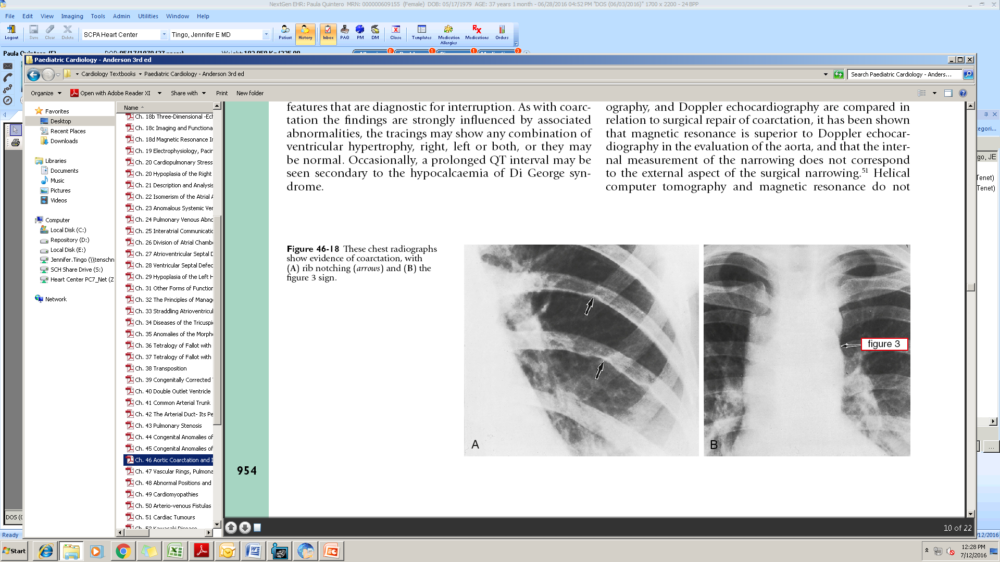 NextGen EHR: Paula Quintero MRN: 000000609155 (Female) DOB: 05/17/1979 AGE: 37 years 1 month - 06/28/2016 04:52 PM "DOS (06/03/2016)" 1700 x 2200 - 24 BPP
File Edit View Imaging Tools Admin Utilities Window Help
SCPA Heart Center
Tingo, Jennifer E MD
Logout Save Clear Delete Patient History Inbox PAQ PM DM Close Templates Medication Allergies Medications Orders
Paula
Paediatric Cardiology - Anderson 3rd ed
Cardiology Textbooks Paediatric Cardiology - Anderson 3rd ed
Search Paediatric Cardiology - Anders...
Organize Open with Adobe Reader XI Share with Print New folder
Favorites
Desktop
Recent Places
Downloads
Libraries
Documents
Music
Pictures
Videos
Computer
Local Disk (C:)
Repository (D:)
Local Disk (E:)
Jennifer.Tingo (\\tenschn
SCH Share Drive (S:)
Heart Center PC7_Net (Z
Network
Name
Ch. 18b Three-Dimensional -Ech
Ch. 18c Imaging and Functiona
Ch. 18d Magnetic Resonance Ir
Ch. 19 Electrophysiology, Pacir
Ch. 20 Cardiopulmonary Stress
Ch. 20 Hypoplasia of the Right
Ch. 21 Description and Analysis
Ch. 22 Isomerism of the Atrial A
Ch. 23 Anomalous Systemic Ver
Ch. 24 Pulmonary Venous Abno
Ch. 25 Interatrial Communicatio
Ch. 26 Division of Atrial Chambe
Ch. 27 Atrioventricular Septal D
Ch. 28 Ventricular Septal Defec
Ch. 29 Hypoplasia of the Left H
Ch. 31 Other Forms of Function
Ch. 32 The Principles of Manag
Ch. 33 Straddling Atrioventricul
Ch. 34 Diseases of the Tricuspi
Ch. 35 Anomalies of the Morph
Ch. 36 Tetralogy of Fallot with
Ch. 37 Tetralogy of Fallot with
Ch. 38 Transposition
Ch. 39 Congenitally Corrected
Ch. 40 Double Outlet Ventricle
Ch. 41 Common Arterial Trunk
Ch. 42 The Arterial Duct- Its Pe
Ch. 43 Pulmonary Stenosis
Ch. 44 Congenital Anomalies of
Ch. 45 Congenital Anomalies of
Ch. 46 Aortic Coarctation and I
Ch. 47 Vascular Rings, Pulmona
Ch. 48 Abnormal Positions and
Ch. 49 Cardiomyopathies
Ch. 50 Arterio-venous Fistulas
Ch. 51 Cardiac Tumours
features that are diagnostic for interruption. As with coarc-
tation the findings are strongly influenced by associated
abnormalities, the tracings may show any combination of
ventricular hypertrophy, right, left or both, or they may
be normal. Occasionally, a prolonged QT interval may be
seen secondary to the hypocalcaemia of Di George syn-
drome.
ography, and Doppler echocardiography are compared in
relation to surgical repair of coarctation, it has been shown
that magnetic resonance is superior to Doppler echocar-
diography in the evaluation of the aorta, and that the inter-
nal measurement of the narrowing does not correspond
to the external aspect of the surgical narrowing.51 Helical
computer tomography and magnetic resonance do not
Figure 46-18 These chest radiographs
show evidence of coarctation, with
(A) rib notching (arrows) and (B) the
figure 3 sign.
A
B
figure 3
954
10 of 22
egori...
go, JE
Tenet)
Tenet)
DOS (
Ready
/12/2016
Start
12:28 PM
7/12/2016